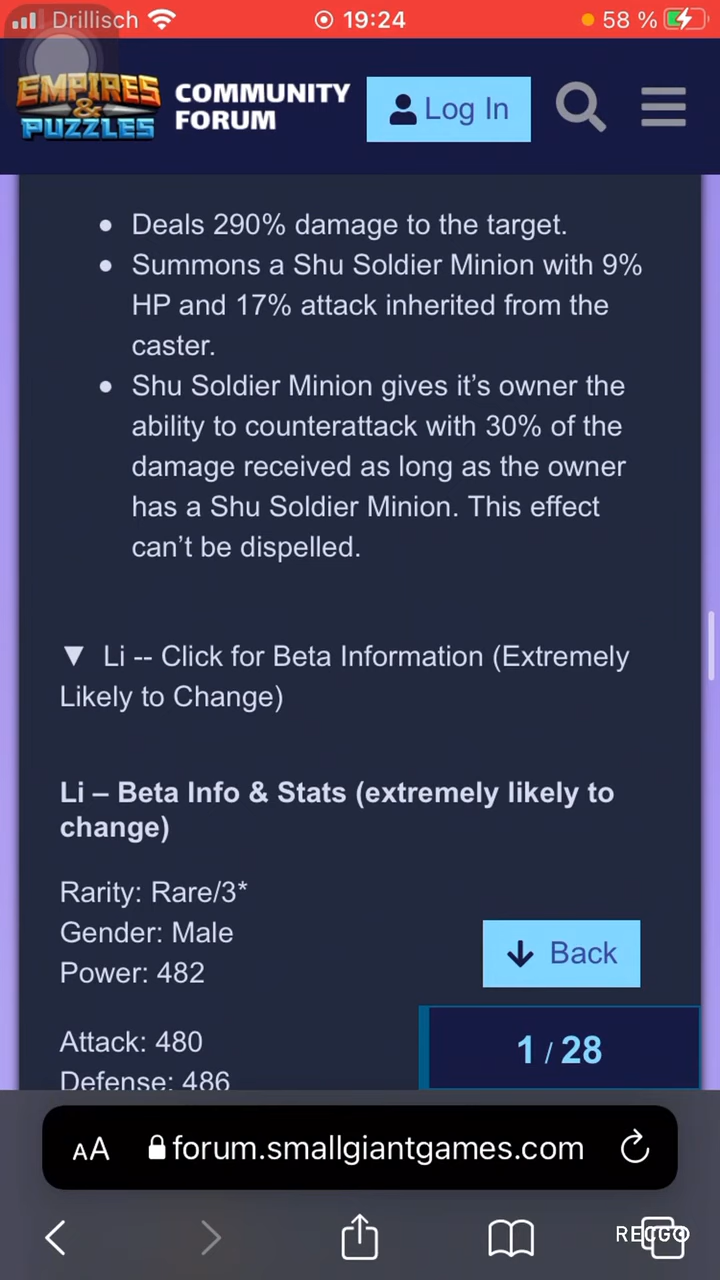 Drillisch 19:24 58 %
EMPIRES
&
PUZZLES
COMMUNITY
FORUM
Log In
• Deals 290% damage to the target.
• Summons a Shu Soldier Minion with 9%
HP and 17% attack inherited from the
caster.
• Shu Soldier Minion gives it’s owner the
ability to counterattack with 30% of the
damage received as long as the owner
has a Shu Soldier Minion. This effect
can’t be dispelled.
▼ Li -- Click for Beta Information (Extremely
Likely to Change)
Li – Beta Info & Stats (extremely likely to
change)
Rarity: Rare/3*
Gender: Male
Power: 482
Back
Attack: 480
Defense: 486
1 / 28
AA forum.smallgiantgames.com
RECGO